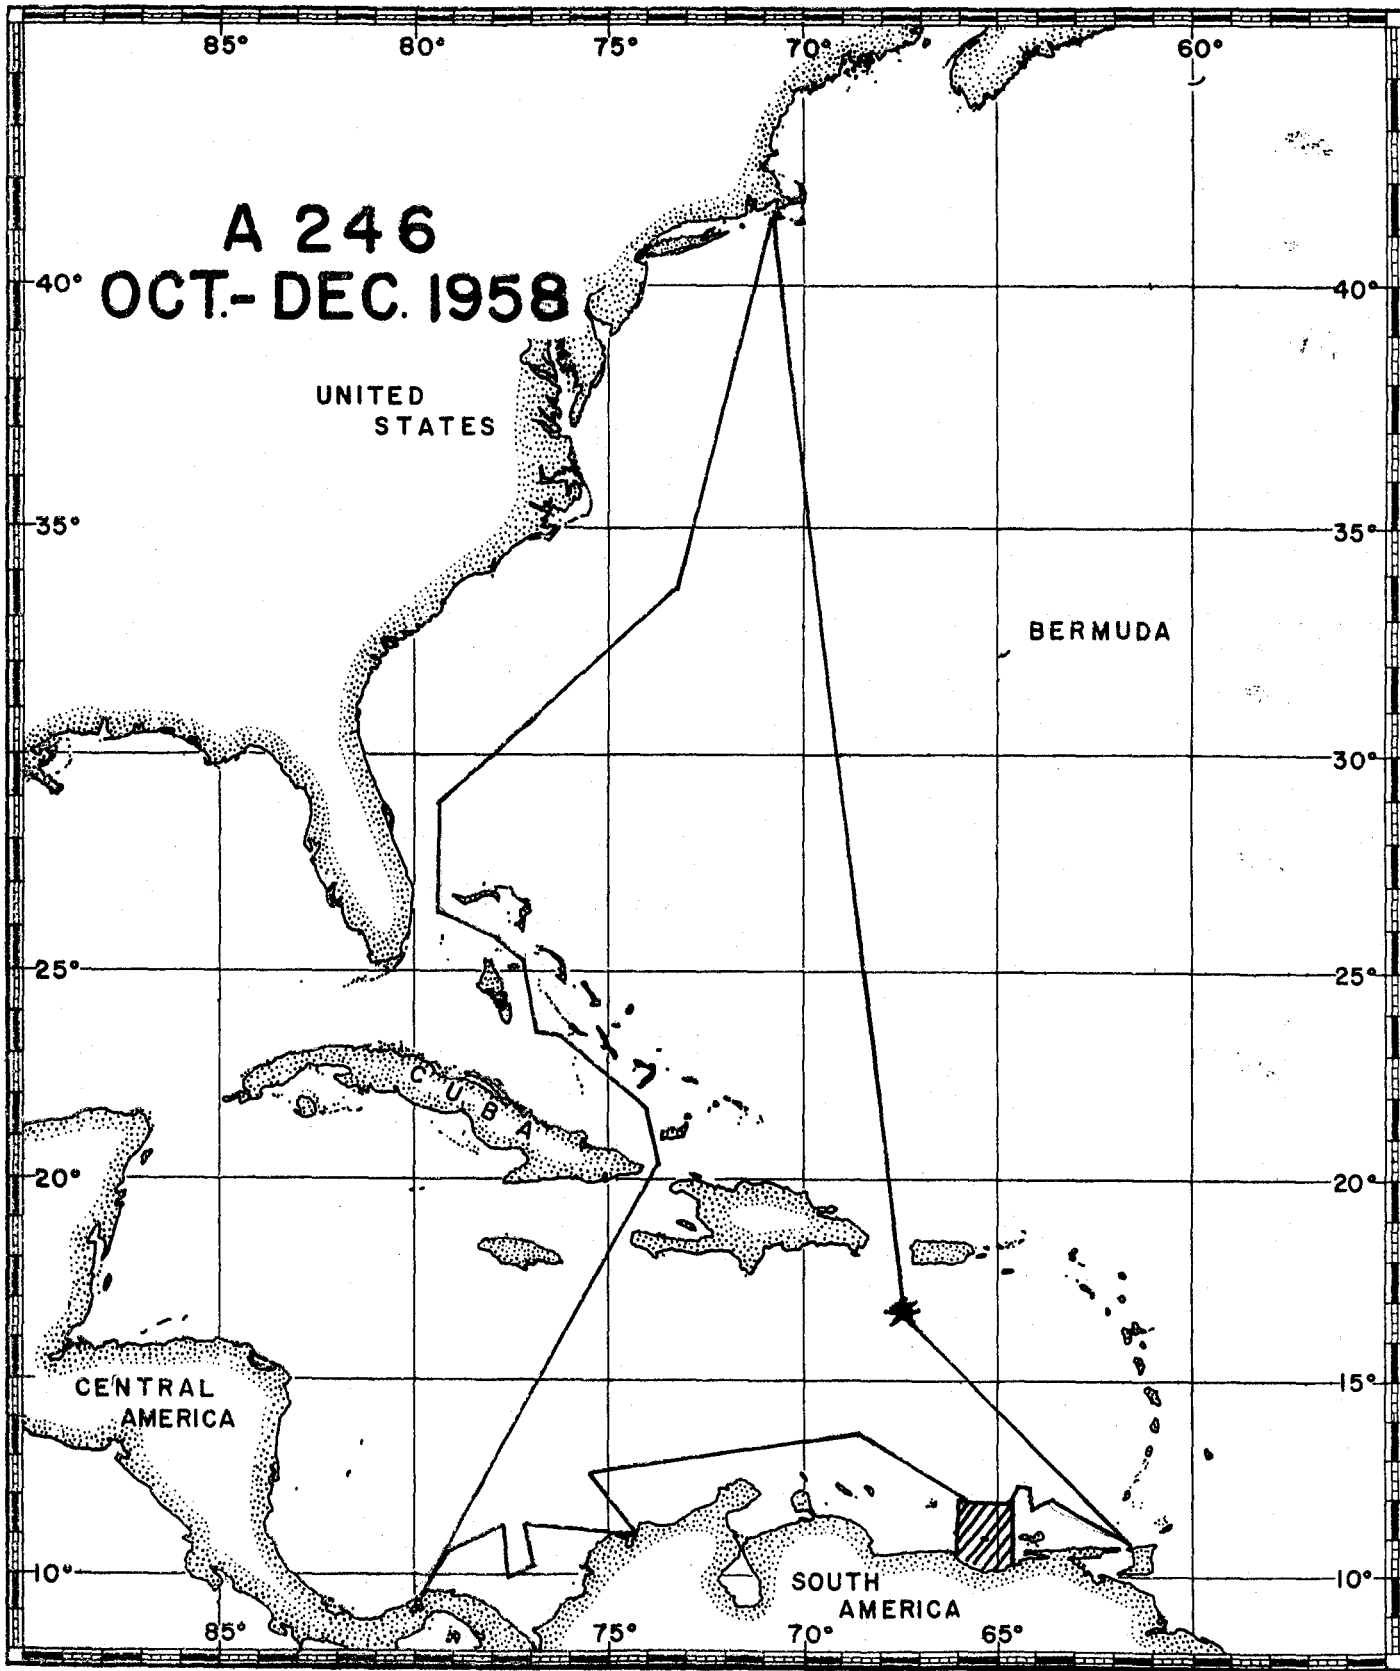 85° 80° 75° 70° 60°
A 246
OCT.- DEC. 1958
40° 40°
UNITED
STATES
35° 35°
BERMUDA
30°
25° 25°
CUBA
20° 20°
15°
CENTRAL
AMERICA
10° 10°
SOUTH
AMERICA
85° 75° 70° 65°